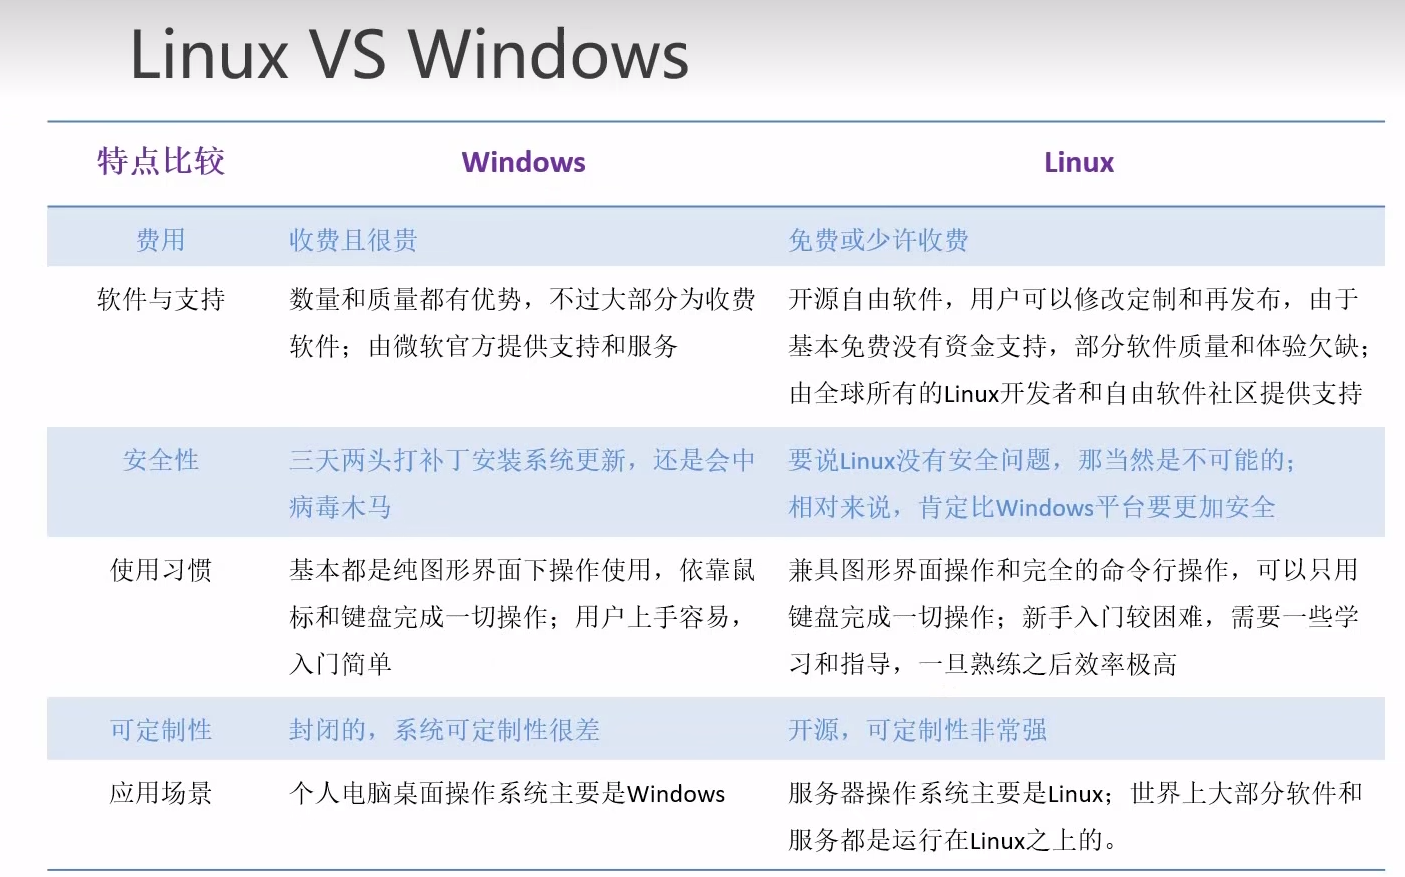 Linux VS Windows
特点比较 Windows Linux
费用 收费且很贵 免费或少许收费
软件与支持 数量和质量都有优势，不过大部分为收费 开源自由软件，用户可以修改定制和再发布，由于
软件；由微软官方提供支持和服务 基本免费没有资金支持，部分软件质量和体验欠缺；
由全球所有的Linux开发者和自由软件社区提供支持
安全性 三天两头打补丁安装系统更新，还是会中 要说Linux没有安全问题，那当然是不可能的；
病毒木马 相对来说，肯定比Windows平台要更加安全
使用习惯 基本都是纯图形界面下操作使用，依靠鼠 兼具图形界面操作和完全的命令行操作，可以只用
标和键盘完成一切操作；用户上手容易， 键盘完成一切操作；新手入门较困难，需要一些学
入门简单 习和指导，一旦熟练之后效率极高
可定制性 封闭的，系统可定制性很差 开源，可定制性非常强
应用场景 个人电脑桌面操作系统主要是Windows 服务器操作系统主要是Linux；世界上大部分软件和
服务都是运行在Linux之上的。